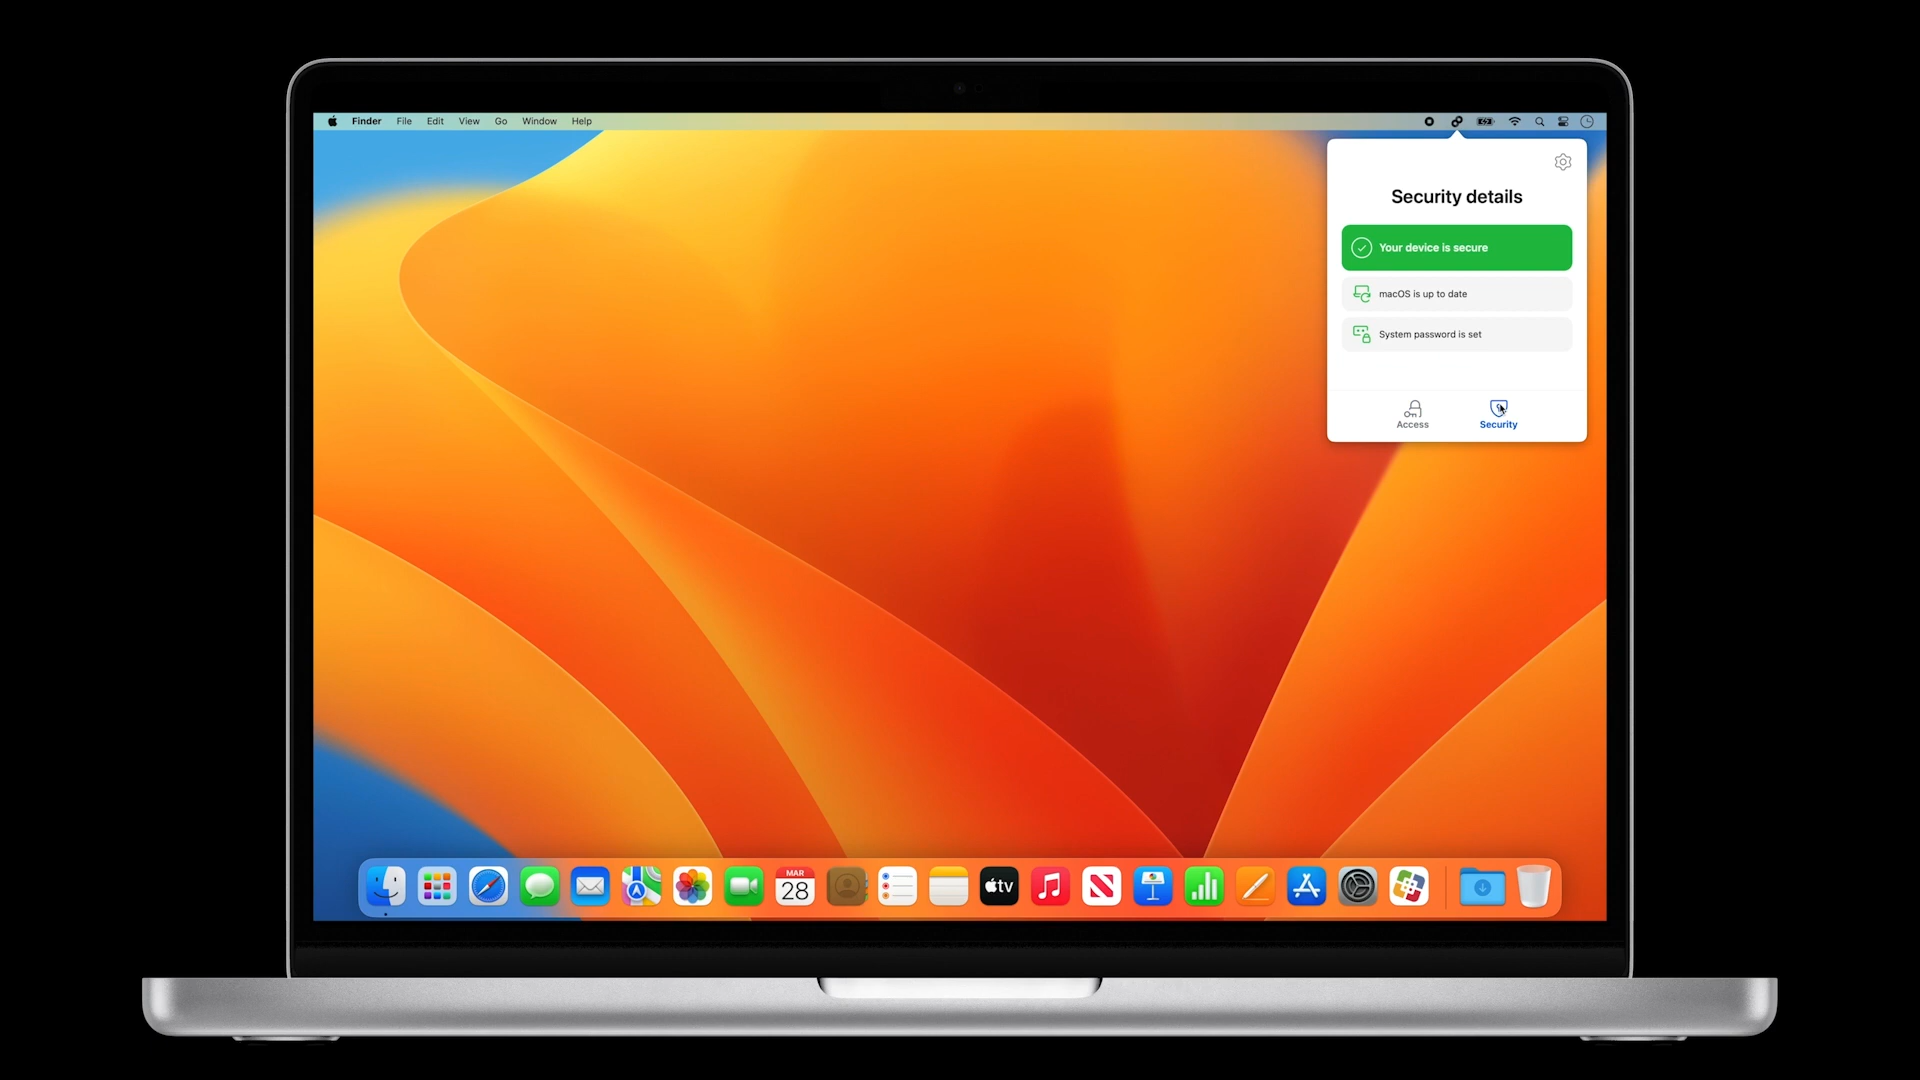 Finder File Edit View Go Window Help
Security details
Your device is secure
macOS is up to date
System password is set
Access Security
MAR
28
tv